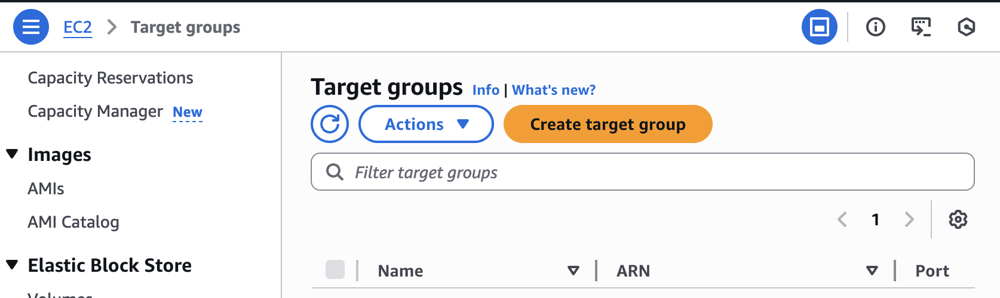 EC2 > Target groups
Capacity Reservations
Capacity Manager New
Images
AMIs
AMI Catalog
Elastic Block Store
Volumes
Target groups Info | What's new?
Actions Create target group
Filter target groups
1
Name ARN Port